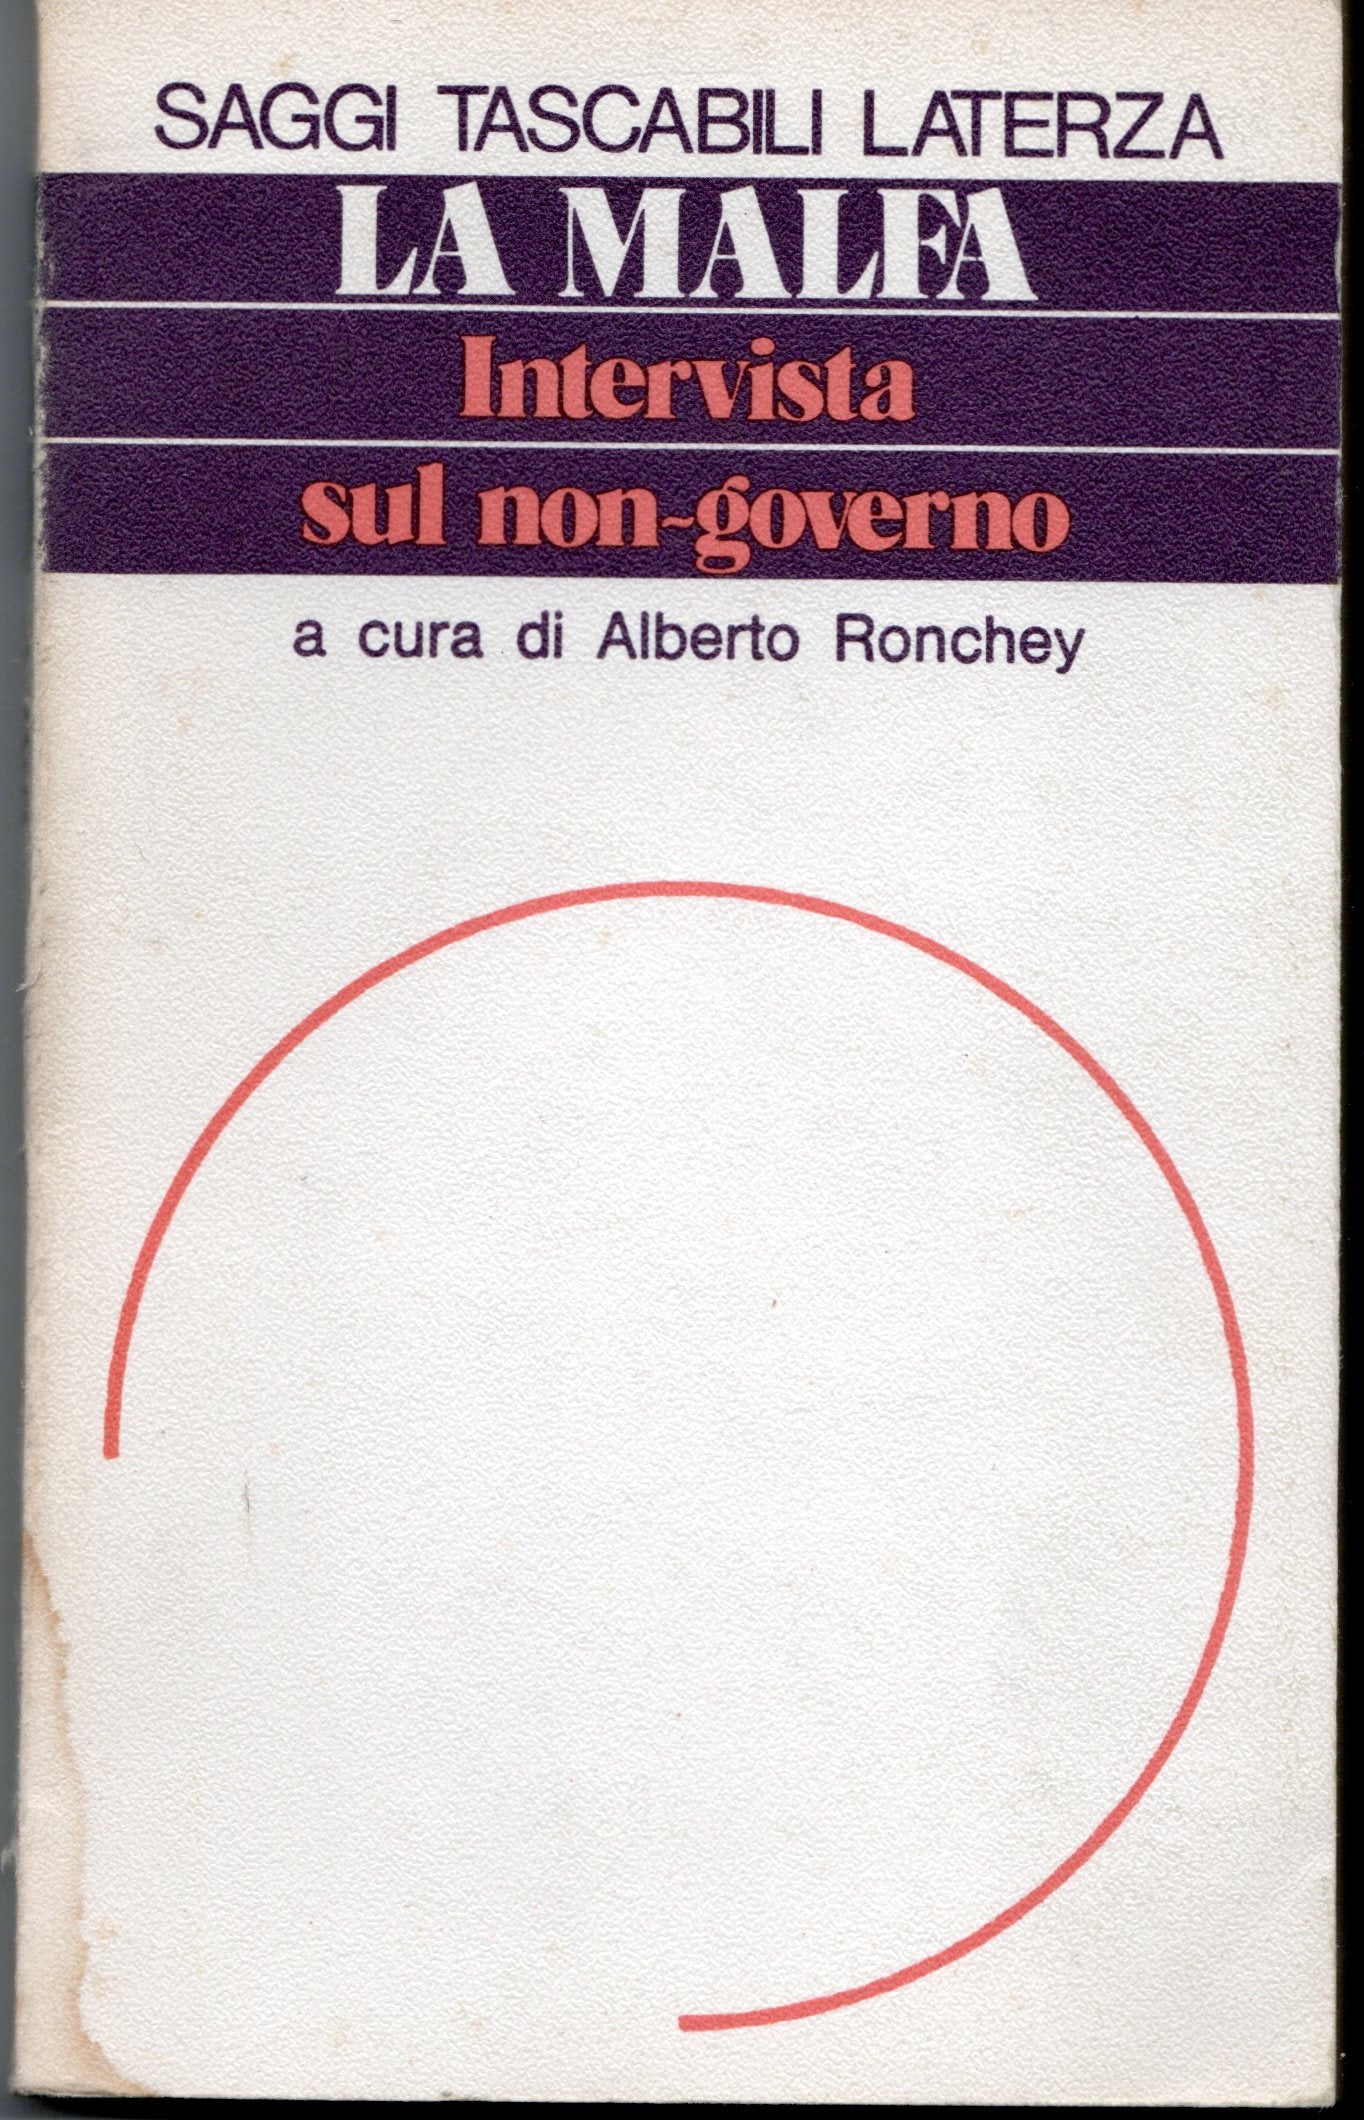 SAGGI TASCABILI LATERZA
LA MALFA
Intervista
sul non-governo
a cura di Alberto Ronchey